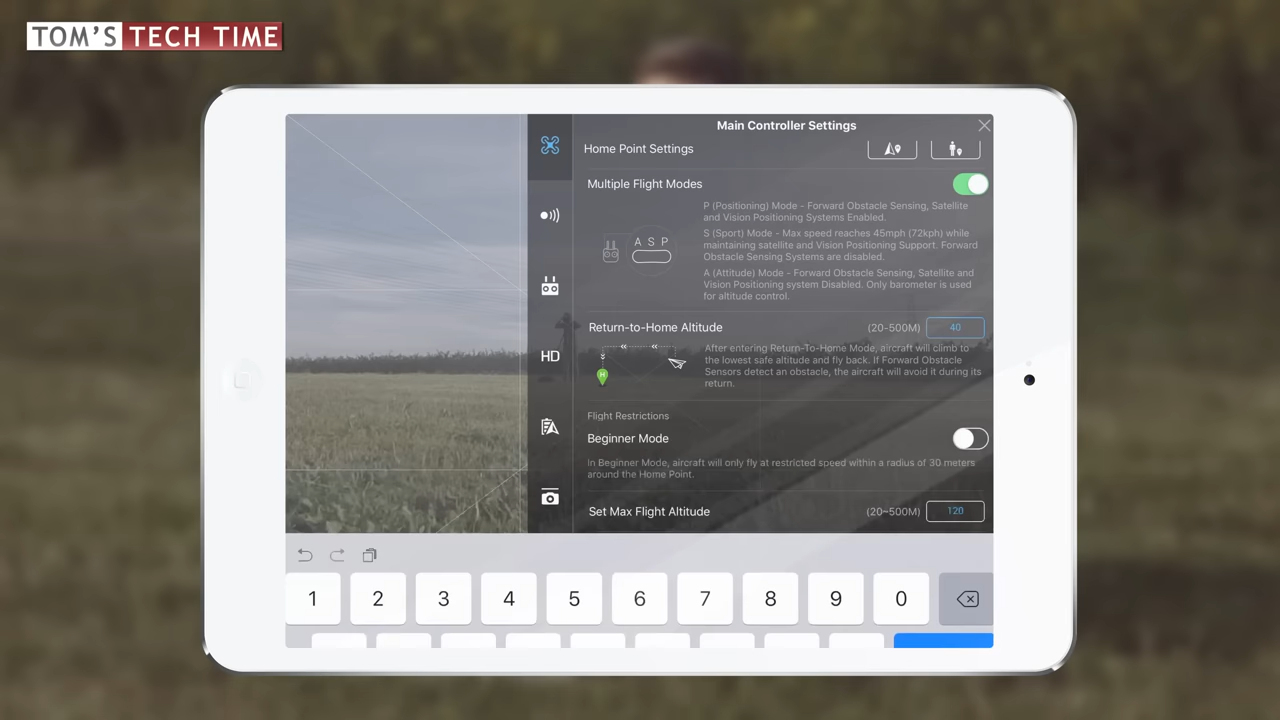 TOM'S TECH TIME
Main Controller Settings
Home Point Settings
Multiple Flight Modes
P (Positioning) Mode - Forward Obstacle Sensing, Satellite
and Vision Positioning Systems Enabled.
S (Sport) Mode - Max speed reaches 45mph (72kph) while
maintaining satellite and Vision Positioning Support. Forward
Obstacle Sensing Systems are disabled.
A S P
A (Attitude) Mode - Forward Obstacle Sensing, Satellite and
Vision Positioning system Disabled. Only barometer is used
for altitude control.
Return-to-Home Altitude (20-500M) 40
After entering Return-To-Home Mode, aircraft will climb to
the lowest safe altitude and fly back. If Forward Obstacle
Sensors detect an obstacle, the aircraft will avoid it during its
return.
H
HD
Flight Restrictions
Beginner Mode
In Beginner Mode, aircraft will only fly at restricted speed within a radius of 30 meters
around the Home Point.
Set Max Flight Altitude (20~500M) 120
1 2 3 4 5 6 7 8 9 0